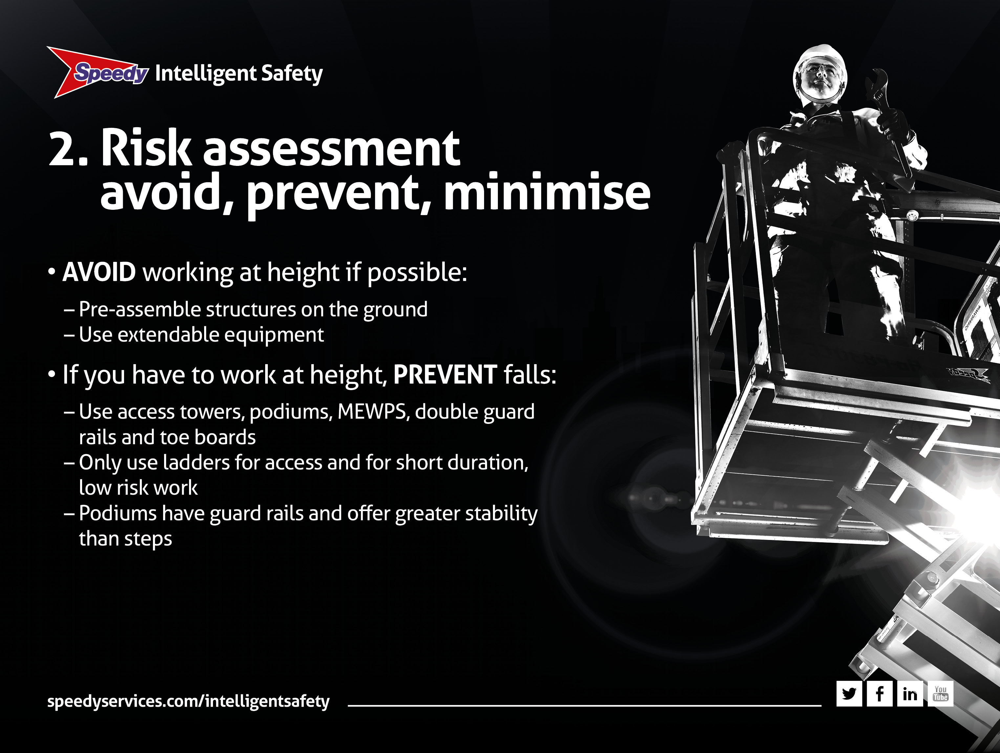 Speedy Intelligent Safety
2. Risk assessment
avoid, prevent, minimise
• AVOID working at height if possible:
– Pre-assemble structures on the ground
– Use extendable equipment
• If you have to work at height, PREVENT falls:
– Use access towers, podiums, MEWPS, double guard
rails and toe boards
– Only use ladders for access and for short duration,
low risk work
– Podiums have guard rails and offer greater stability
than steps
WARNING
Speedy
speedyservices.com/intelligentsafety
f
in
You
Tube